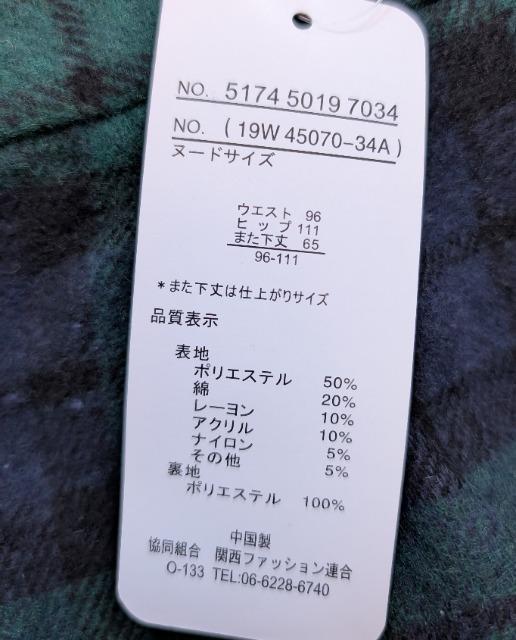 NO. 5174 5019 7034
NO. (19W 45070-34A)
ヌードサイズ
ウエスト 96
ヒップ 111
また下丈 65
96-111
*また下丈は仕上がりサイズ
品質表示
表地
ポリエステル 50%
綿 20%
レーヨン 10%
アクリル 10%
ナイロン 5%
その他 5%
裏地
ポリエステル 100%
中国製
協同組合 関西ファッション連合
O-133 TEL:06-6228-6740